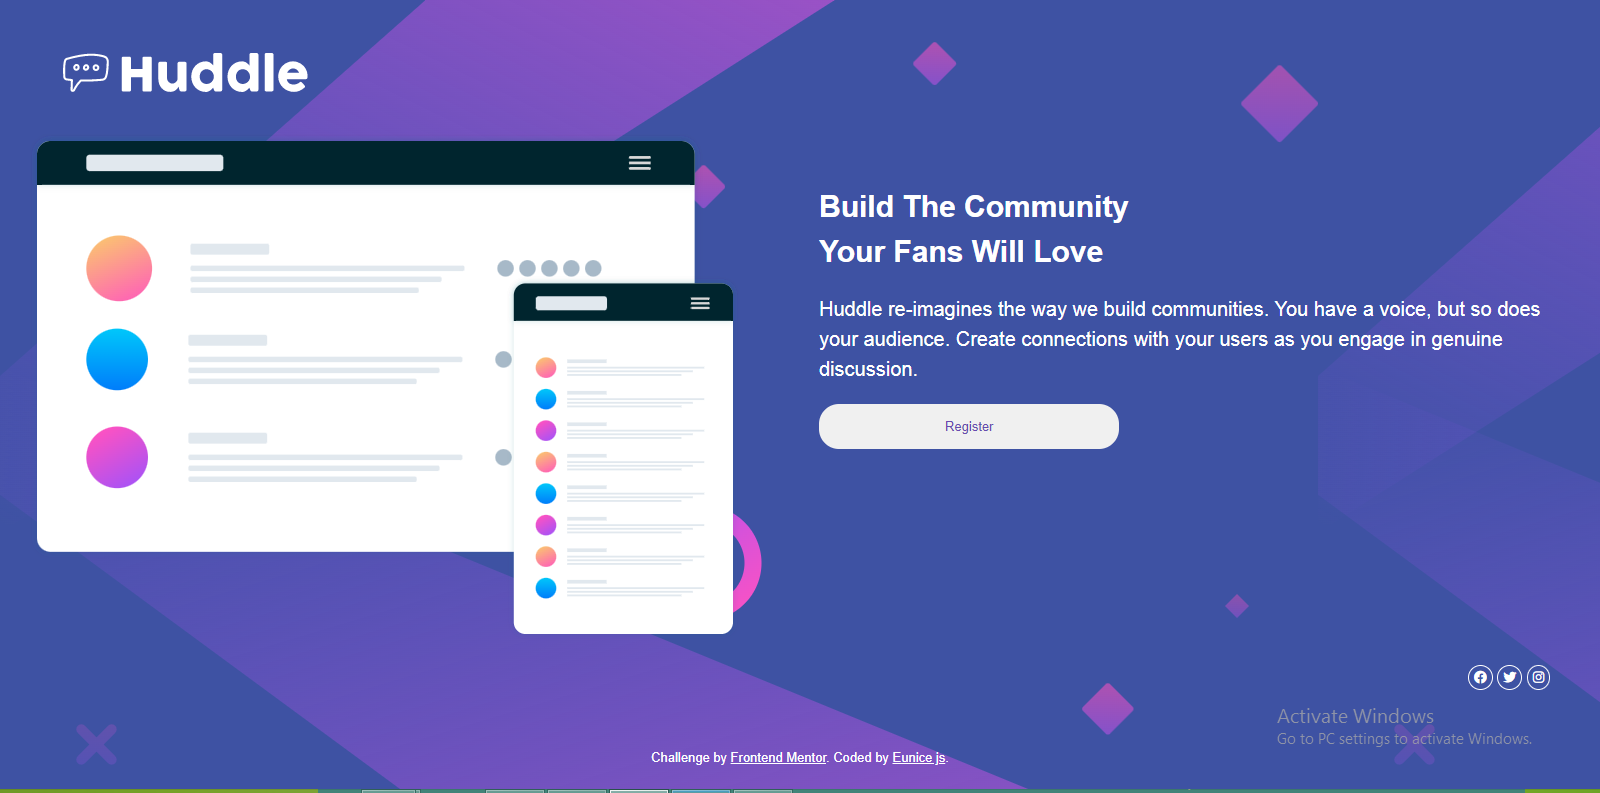 Huddle
Build The Community
Your Fans Will Love
Huddle re-imagines the way we build communities. You have a voice, but so does
your audience. Create connections with your users as you engage in genuine
discussion.
Register
Activate Windows
Go to PC settings to activate Windows.
Challenge by Frontend Mentor. Coded by Eunice js.